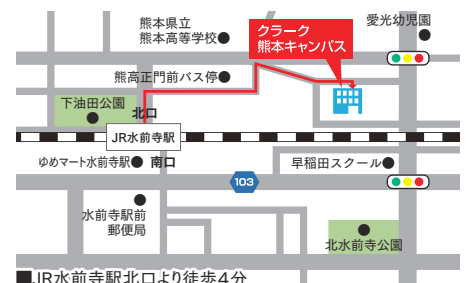 熊本県立
熊本高等学校
クラーク
熊本キャンパス
愛光幼児園
熊高正門前バス停
下油田公園
北口
JR水前寺駅
ゆめマート水前寺駅
南口
早稲田スクール
103
水前寺駅前
郵便局
北水前寺公園
■JR水前寺駅北口より徒歩4分